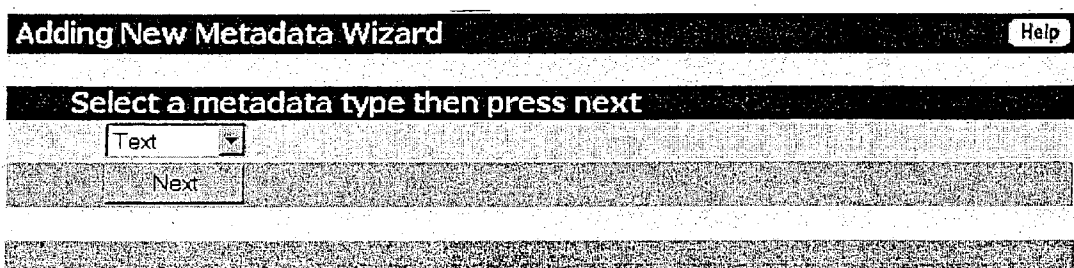 Adding New Metadata Wizard Help
Select a metadata type then press next
Text
Next